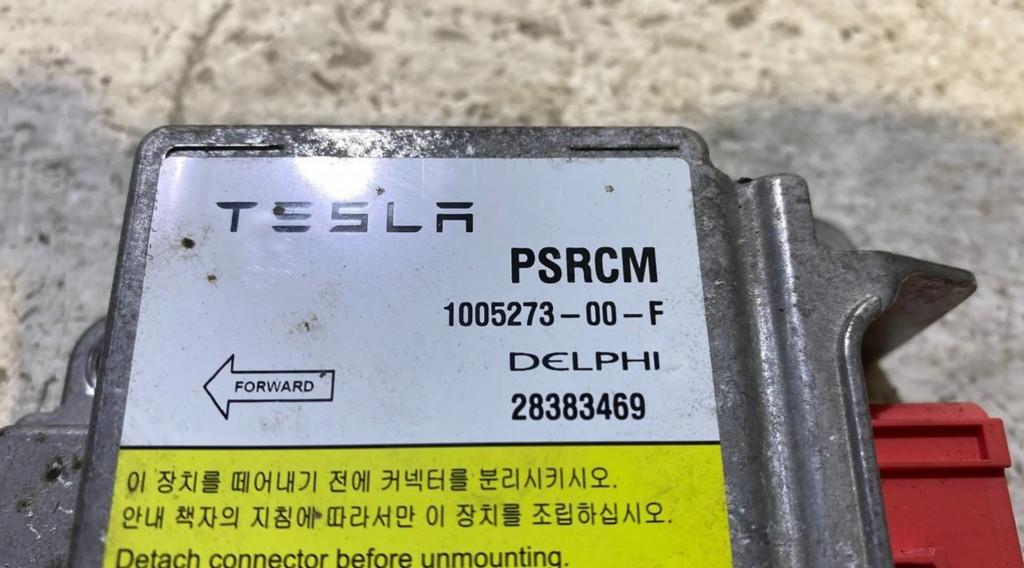 TESLA
PSRCM
1005273-00-F
DELPHI
28383469
FORWARD
이 장치를 떼어내기 전에 커넥터를 분리시키시오.
안내 책자의 지침에 따라서만 이 장치를 조립하십시오.
Detach connector before unmounting.